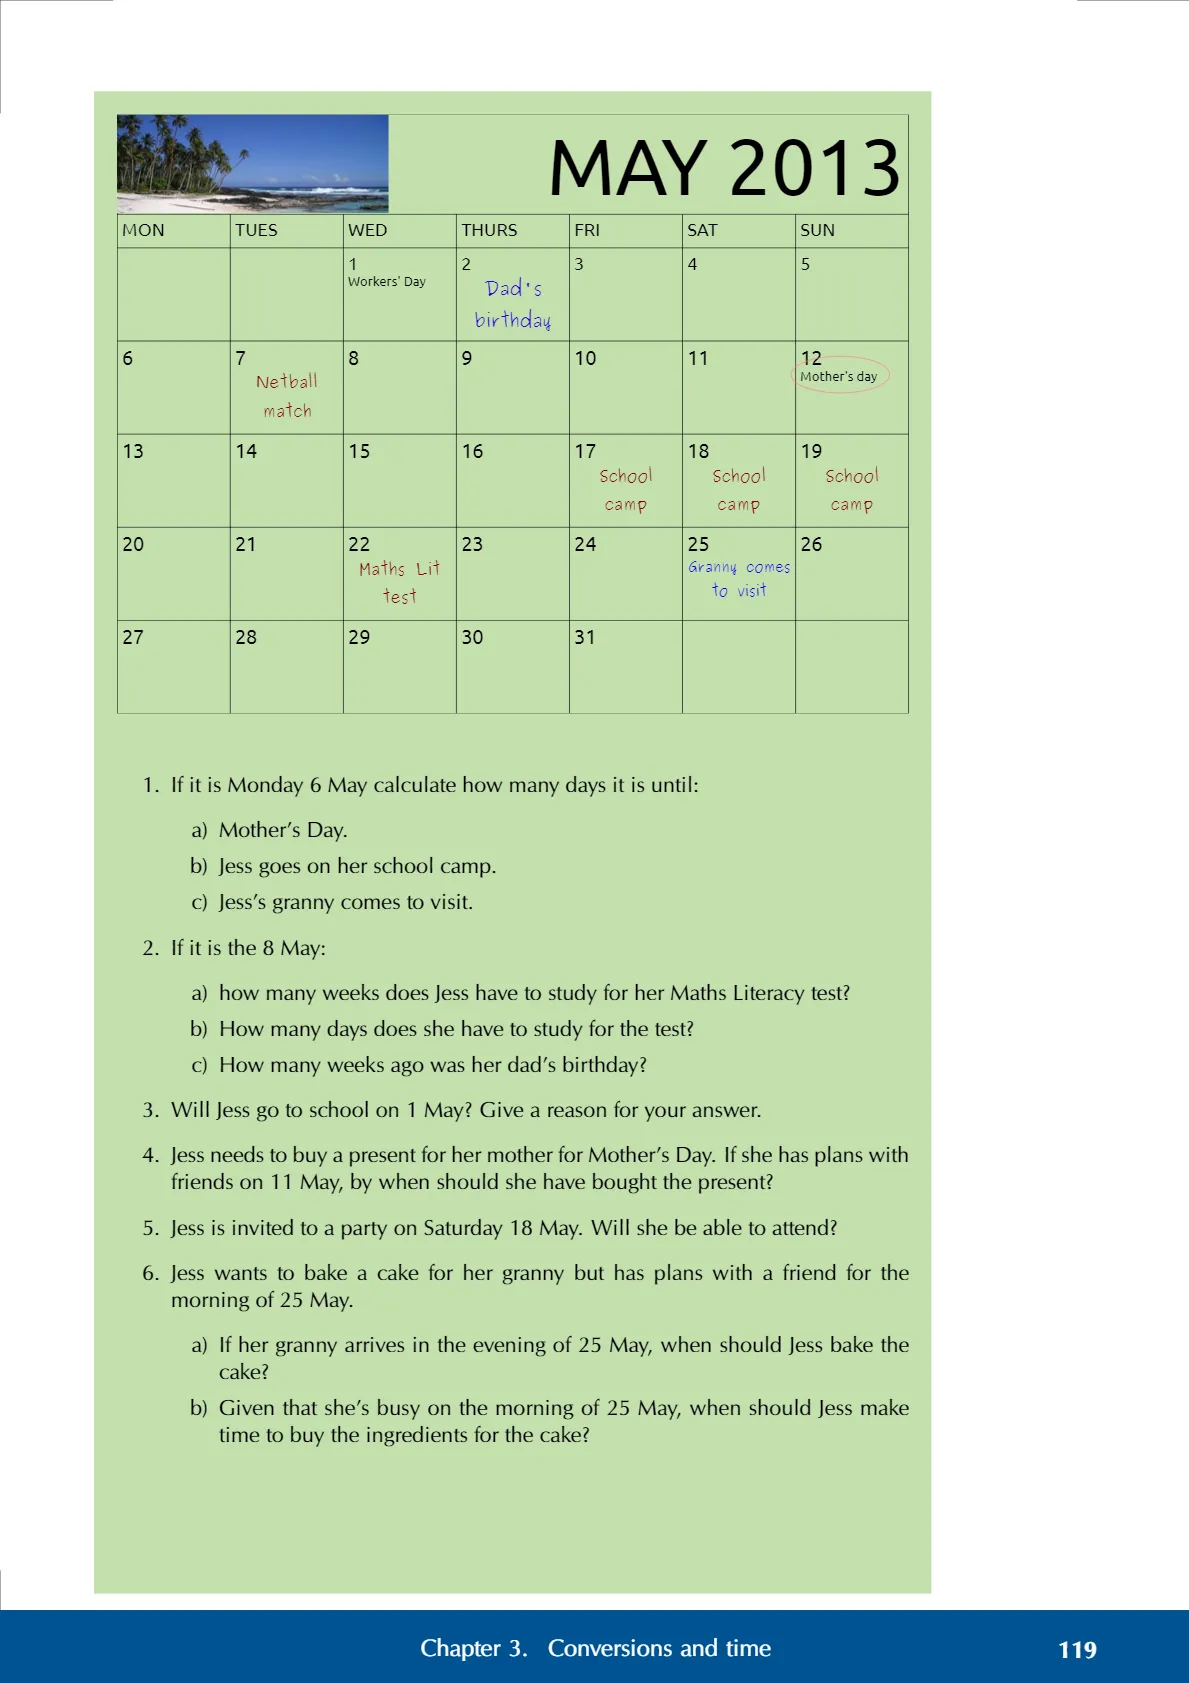 MAY 2013
MON TUES WED THURS FRI SAT SUN
1 2 3 4 5
Workers' Day
Dad's
birthday
6 7 8 9 10 11 12
Netball
match
Mother's day
13 14 15 16 17 18 19
School School School
camp camp camp
20 21 22 23 24 25 26
Maths Lit
test
Granny comes
to visit
27 28 29 30 31
1. If it is Monday 6 May calculate how many days it is until:
a) Mother’s Day.
b) Jess goes on her school camp.
c) Jess’s granny comes to visit.
2. If it is the 8 May:
a) how many weeks does Jess have to study for her Maths Literacy test?
b) How many days does she have to study for the test?
c) How many weeks ago was her dad’s birthday?
3. Will Jess go to school on 1 May? Give a reason for your answer.
4. Jess needs to buy a present for her mother for Mother’s Day. If she has plans with
friends on 11 May, by when should she have bought the present?
5. Jess is invited to a party on Saturday 18 May. Will she be able to attend?
6. Jess wants to bake a cake for her granny but has plans with a friend for the
morning of 25 May.
a) If her granny arrives in the evening of 25 May, when should Jess bake the
cake?
b) Given that she’s busy on the morning of 25 May, when should Jess make
time to buy the ingredients for the cake?
Chapter 3. Conversions and time 119